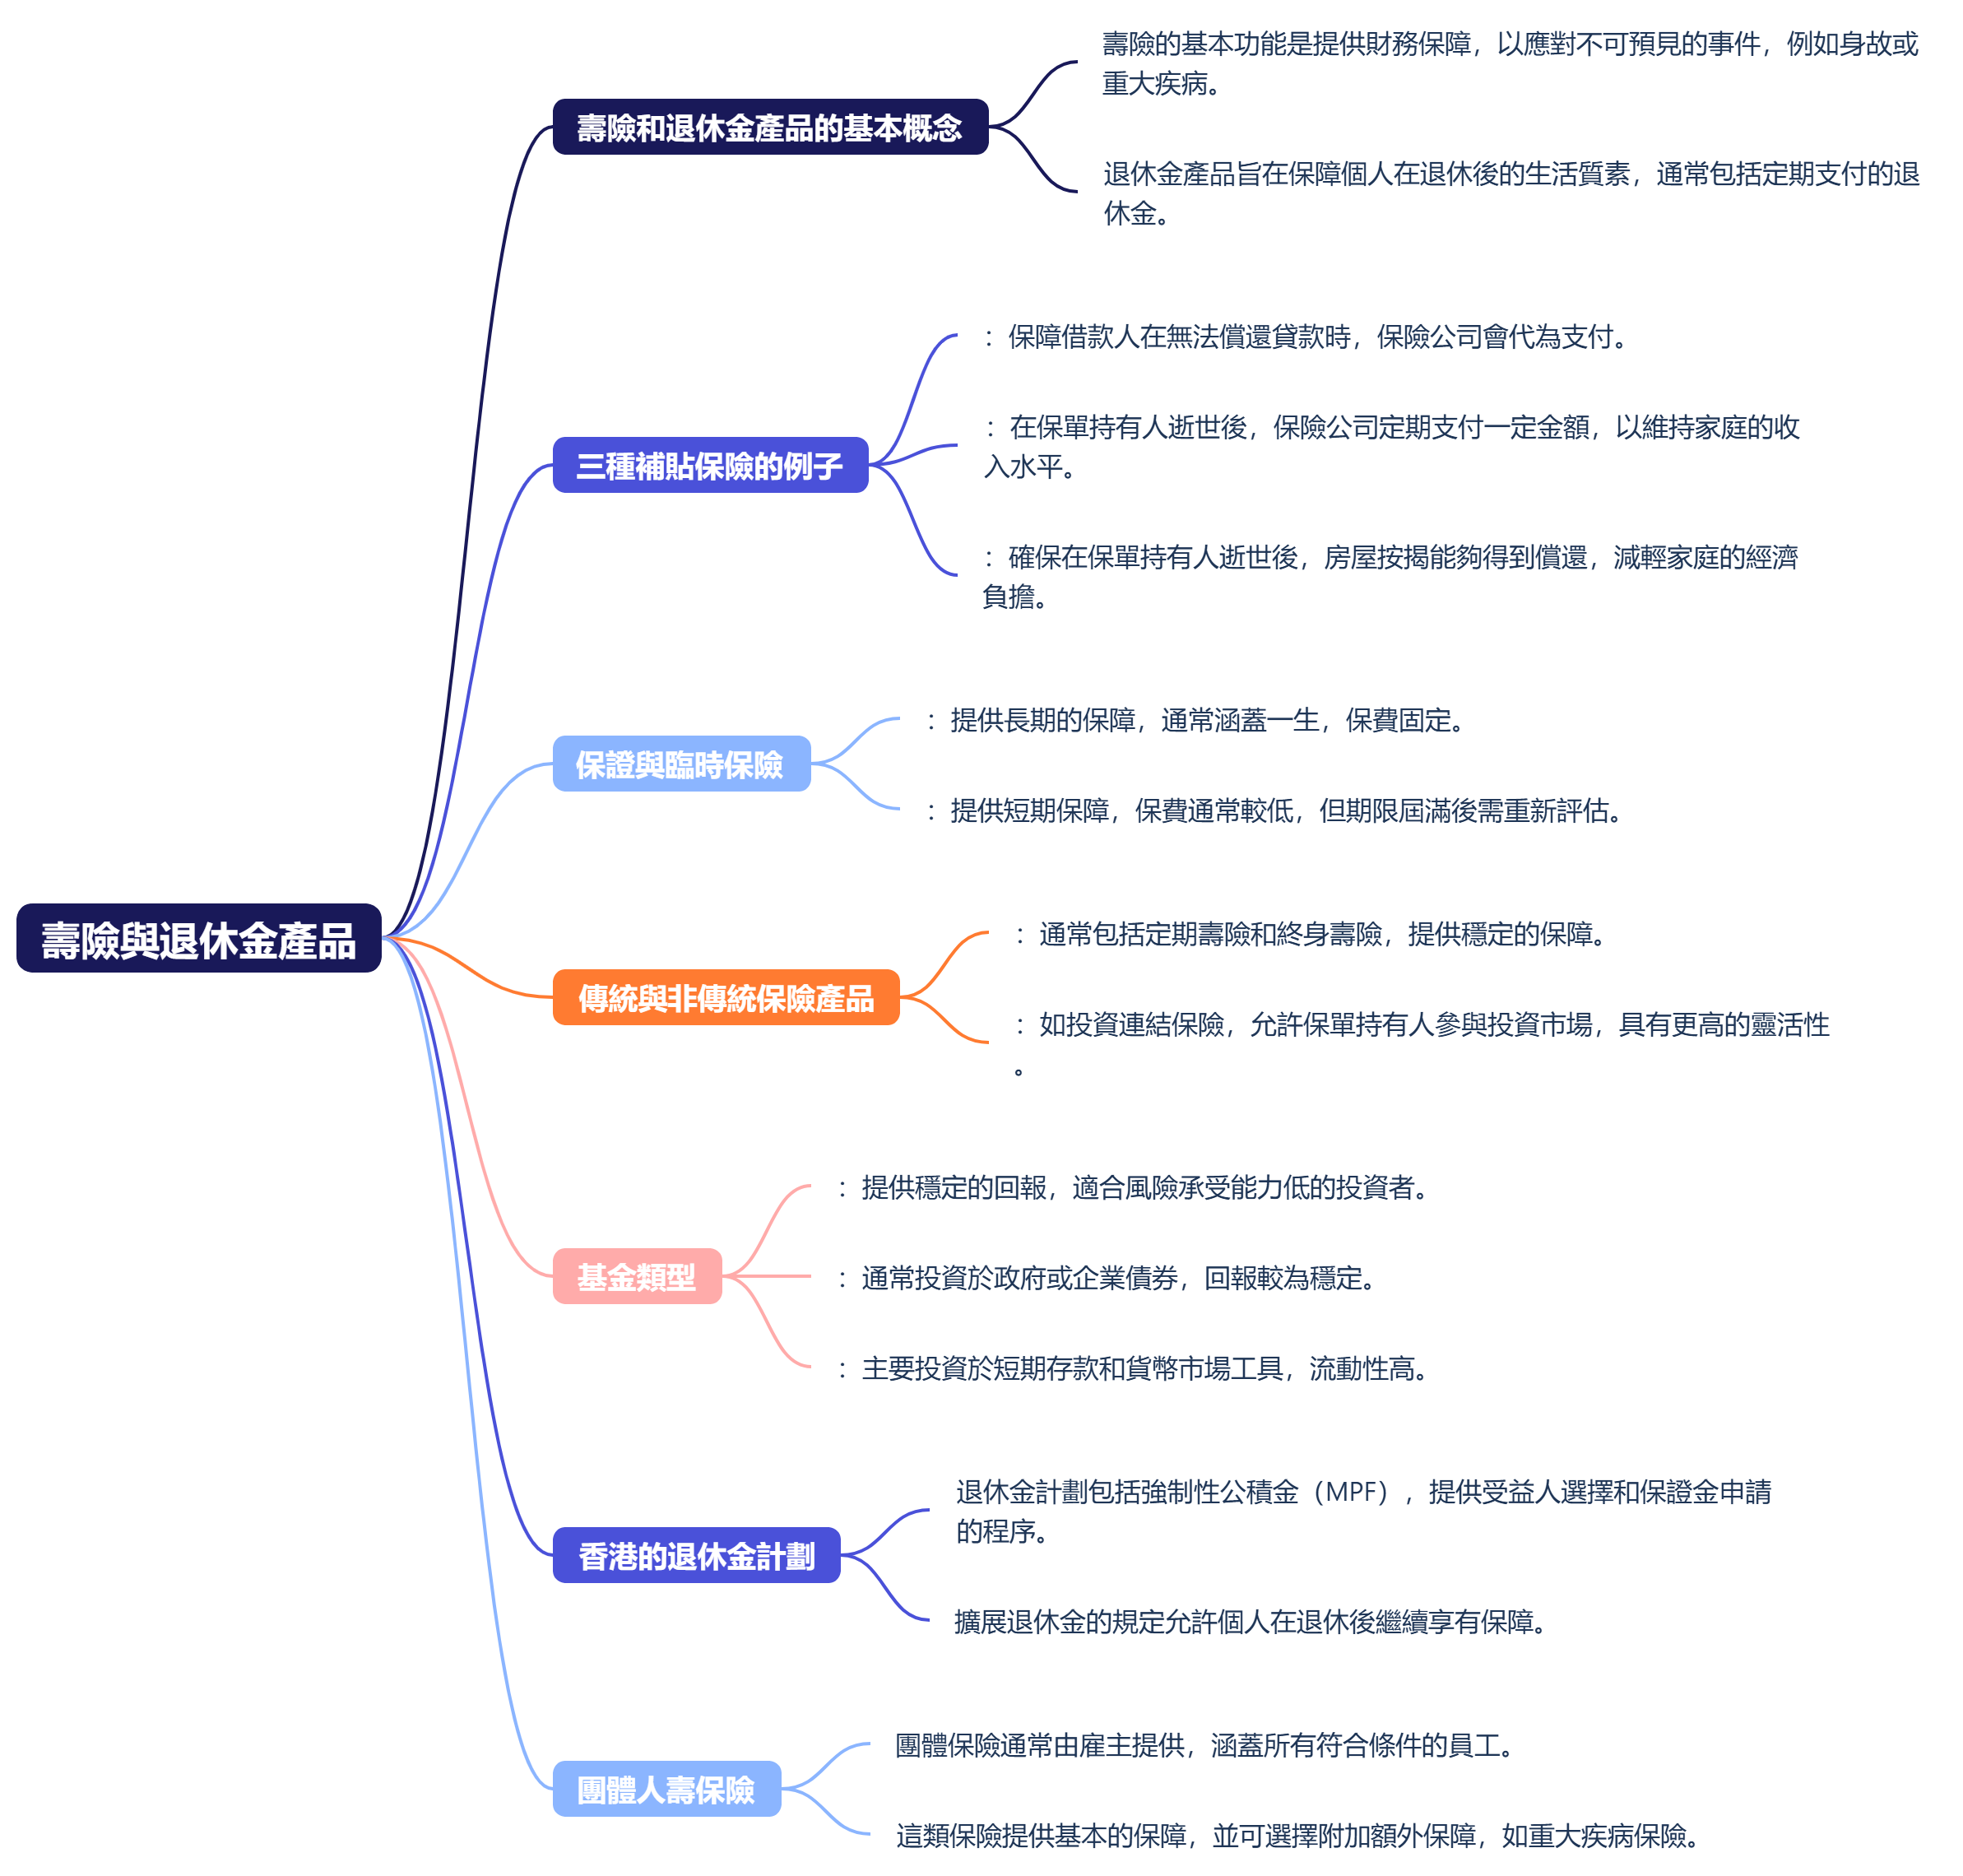 壽險與退休金產品
壽險和退休金產品的基本概念
壽險的基本功能是提供財務保障，以應對不可預見的事件，例如身故或
重大疾病。
退休金產品旨在保障個人在退休後的生活質素，通常包括定期支付的退
休金。
三種補貼保險的例子
：保障借款人在無法償還貸款時，保險公司會代為支付。
：在保單持有人逝世後，保險公司定期支付一定金額，以維持家庭的收
入水平。
：確保在保單持有人逝世後，房屋按揭能夠得到償還，減輕家庭的經濟
負擔。
保證與臨時保險
：提供長期的保障，通常涵蓋一生，保費固定。
：提供短期保障，保費通常較低，但期限屆滿後需重新評估。
傳統與非傳統保險產品
：通常包括定期壽險和終身壽險，提供穩定的保障。
：如投資連結保險，允許保單持有人參與投資市場，具有更高的靈活性
。
基金類型
：提供穩定的回報，適合風險承受能力低的投資者。
：通常投資於政府或企業債券，回報較為穩定。
：主要投資於短期存款和貨幣市場工具，流動性高。
香港的退休金計劃
退休金計劃包括強制性公積金（MPF），提供受益人選擇和保證金申請
的程序。
擴展退休金的規定允許個人在退休後繼續享有保障。
團體人壽保險
團體保險通常由雇主提供，涵蓋所有符合條件的員工。
這類保險提供基本的保障，並可選擇附加額外保障，如重大疾病保險。